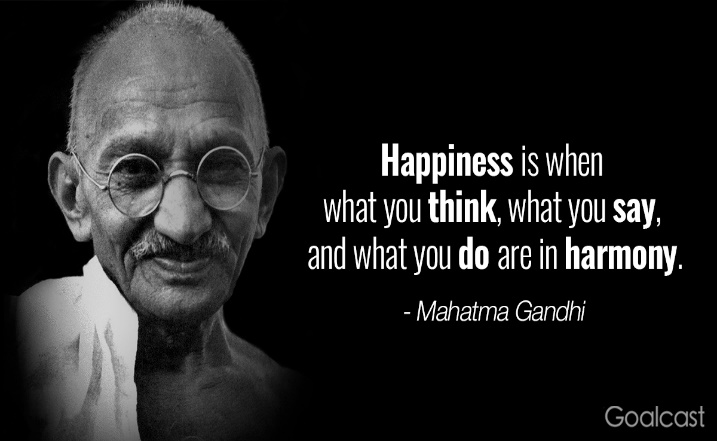 Happiness is when
what you think, what you say,
and what you do are in harmony.
- Mahatma Gandhi
Goalcast